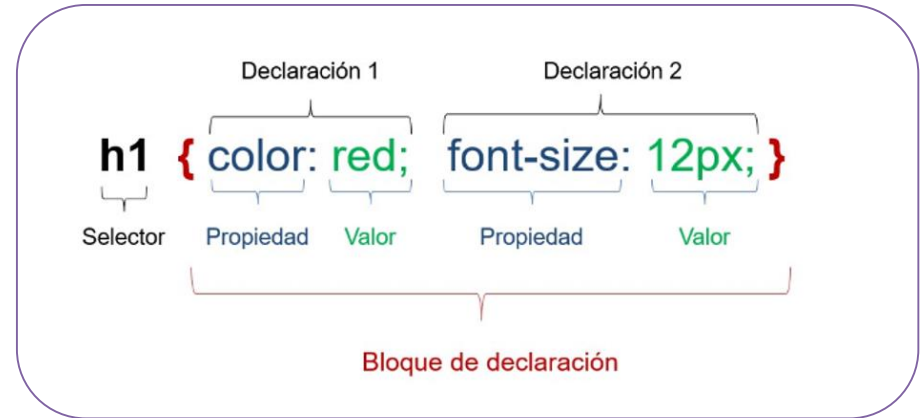 Declaración 1 Declaración 2
h1 { color: red; font-size: 12px; }
Selector Propiedad Valor Propiedad Valor
Bloque de declaración